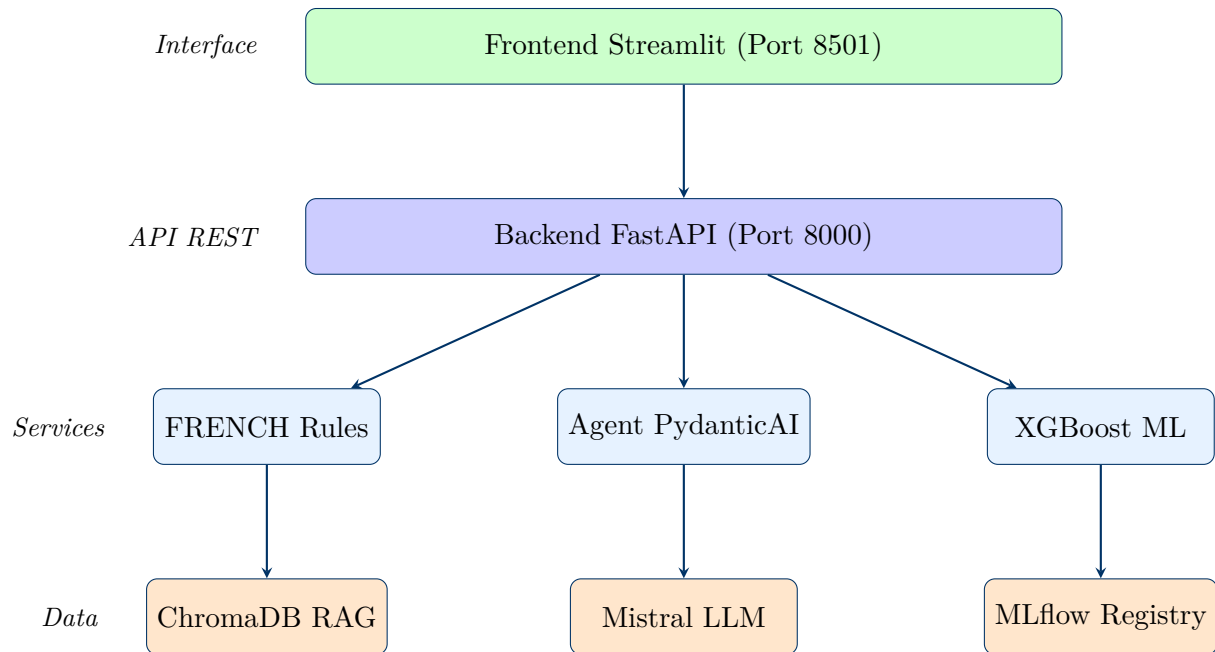 Interface
Frontend Streamlit (Port 8501)
API REST
Backend FastAPI (Port 8000)
Services
FRENCH Rules
Agent PydanticAI
XGBoost ML
Data
ChromaDB RAG
Mistral LLM
MLflow Registry